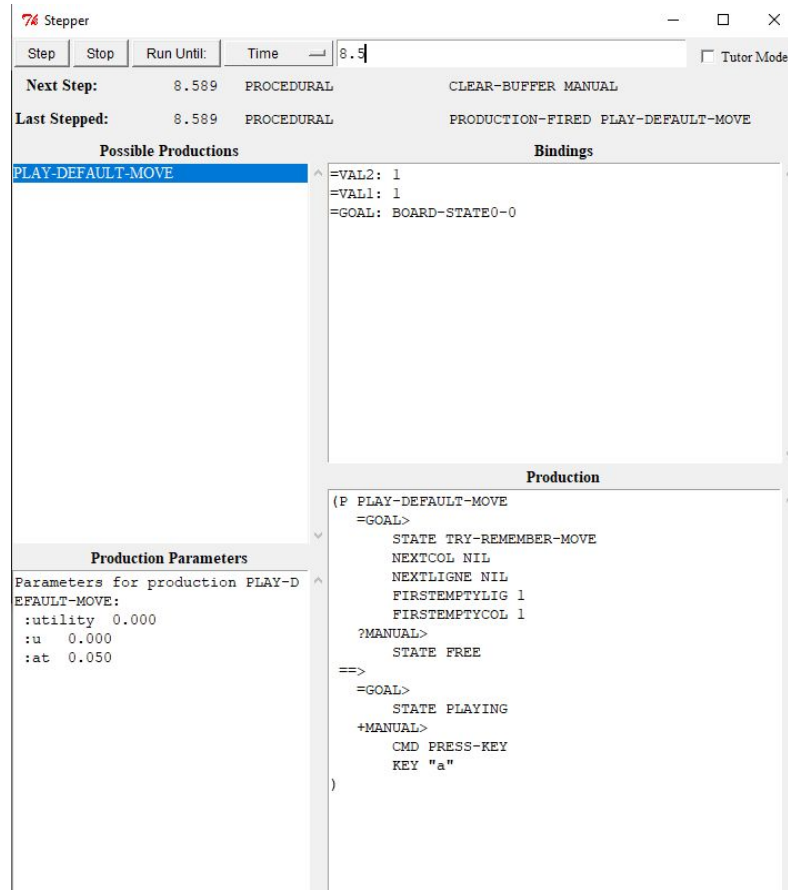 Stepper
Step Stop Run Until: Time 8.5 Tutor Mode
Next Step: 8.589 PROCEDURAL CLEAR-BUFFER MANUAL
Last Stepped: 8.589 PROCEDURAL PRODUCTION-FIRED PLAY-DEFAULT-MOVE
Possible Productions
PLAY-DEFAULT-MOVE
Bindings
=VAL2: 1
=VAL1: 1
=GOAL: BOARD-STATE0-0
Production Parameters
Parameters for production PLAY-D
EFAULT-MOVE:
:utility 0.000
:u 0.000
:at 0.050
Production
(P PLAY-DEFAULT-MOVE
=GOAL>
STATE TRY-REMEMBER-MOVE
NEXTCOL NIL
NEXTLIGNE NIL
FIRSTEMPTYLIG 1
FIRSTEMPTYCOL 1
?MANUAL>
STATE FREE
==>
=GOAL>
STATE PLAYING
+MANUAL>
CMD PRESS-KEY
KEY "a"
)